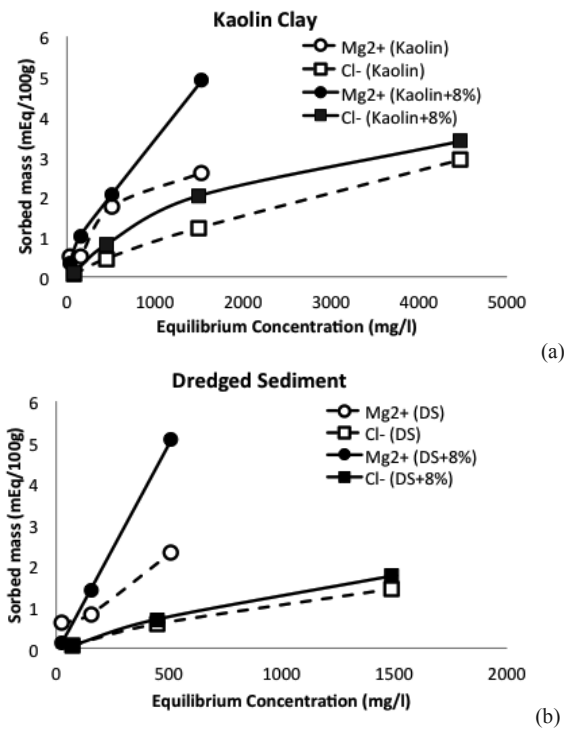 Kaolin Clay
6
5
4
3
2
1
0
Sorbed mass (mEq/100g)
Mg2+ (Kaolin)
Cl- (Kaolin)
Mg2+ (Kaolin+8%)
Cl- (Kaolin+8%)
0 1000 2000 3000 4000 5000
Equilibrium Concentration (mg/l)
(a)
Dredged Sediment
6
5
4
3
2
1
0
Sorbed mass (mEq/100g)
Mg2+ (DS)
Cl- (DS)
Mg2+ (DS+8%)
Cl- (DS+8%)
0 500 1000 1500 2000
Equilibrium Concentration (mg/l)
(b)